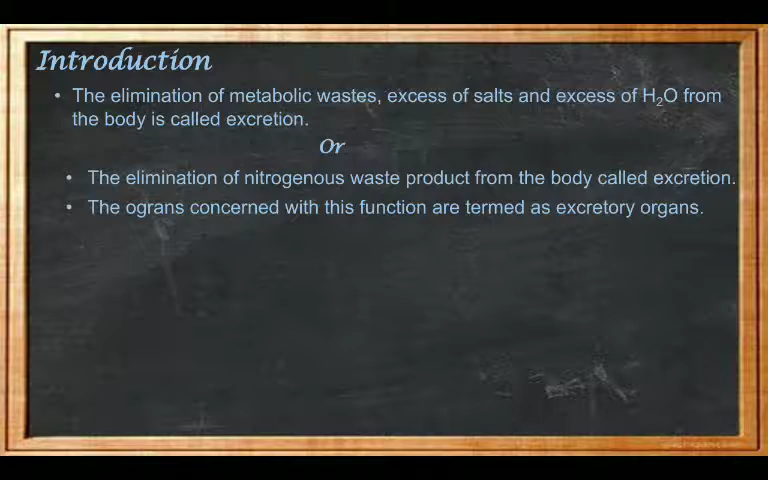 Introduction
• The elimination of metabolic wastes, excess of salts and excess of H₂O from
the body is called excretion.
Or
• The elimination of nitrogenous waste product from the body called excretion.
• The ograns concerned with this function are termed as excretory organs.